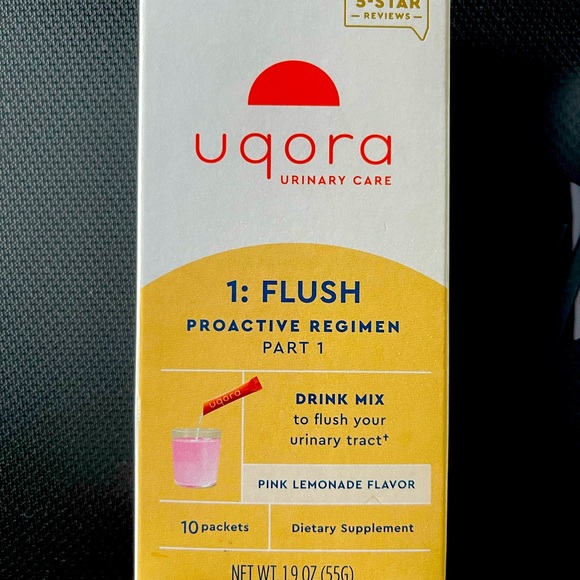 5-STAR
REVIEWS
uqora
URINARY CARE
1: FLUSH
PROACTIVE REGIMEN
PART 1
uqora
DRINK MIX
to flush your
urinary tract†
PINK LEMONADE FLAVOR
10 packets
Dietary Supplement
NET WT. 1.9 OZ (55G)